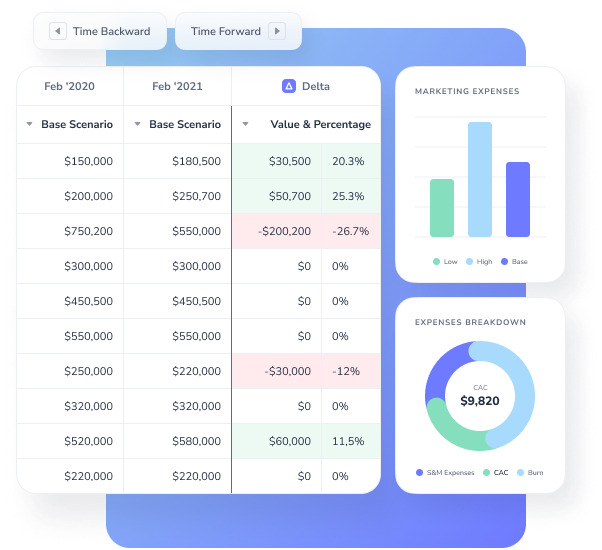 Time Backward Time Forward
Feb '2020 Feb '2021 Delta
Base Scenario Base Scenario Value & Percentage
$150,000 $180,500 $30,500 20.3%
$200,000 $250,700 $50,700 25.3%
$750,200 $550,000 -$200,200 -26.7%
$300,000 $300,000 $0 0%
$450,500 $450,500 $0 0%
$550,000 $550,000 $0 0%
$250,000 $220,000 -$30,000 -12%
$320,000 $320,000 $0 0%
$520,000 $580,000 $60,000 11,5%
$220,000 $220,000 $0 0%
MARKETING EXPENSES
Low High Base
EXPENSES BREAKDOWN
CAC
$9,820
S&M Expenses CAC Burn